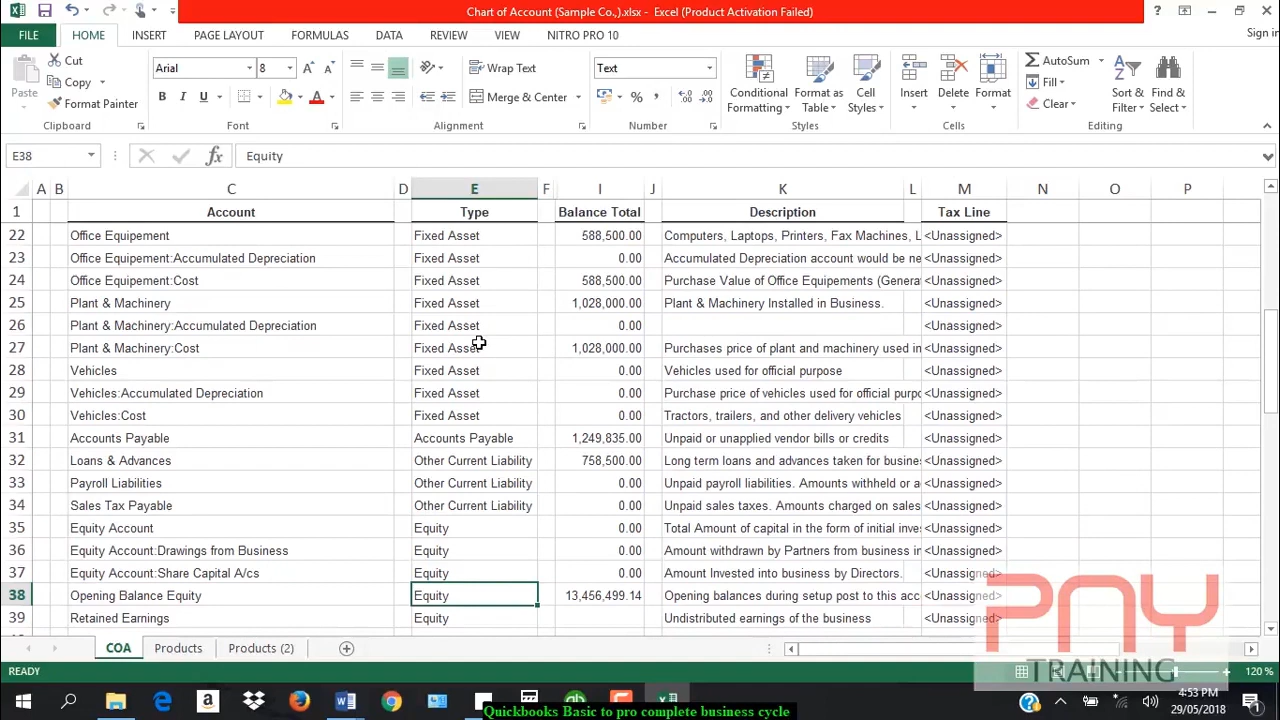 Chart of Account (Sample Co.,).xlsx - Excel (Product Activation Failed)
FILE HOME INSERT PAGE LAYOUT FORMULAS DATA REVIEW VIEW NITRO PRO 10 Sign in
Paste Cut Copy Format Painter Clipboard
Arial 8 B I U A Font
Wrap Text Merge & Center Alignment
Text % Number
Conditional Formatting Format as Table Cell Styles Styles
Insert Delete Format Cells
AutoSum Fill Clear Sort & Filter Find & Select Editing
E38 fx Equity
A B C D E F I J K L M N O P
1 Account Type Balance Total Description Tax Line
22 Office Equipement Fixed Asset 588,500.00 Computers, Laptops, Printers, Fax Machines, L <Unassigned>
23 Office Equipement:Accumulated Depreciation Fixed Asset 0.00 Accumulated Depreciation account would be ne <Unassigned>
24 Office Equipement:Cost Fixed Asset 588,500.00 Purchase Value of Office Equipements (Genera <Unassigned>
25 Plant & Machinery Fixed Asset 1,028,000.00 Plant & Machinery Installed in Business. <Unassigned>
26 Plant & Machinery:Accumulated Depreciation Fixed Asset 0.00 <Unassigned>
27 Plant & Machinery:Cost Fixed Asset 1,028,000.00 Purchases price of plant and machinery used in <Unassigned>
28 Vehicles Fixed Asset 0.00 Vehicles used for official purpose <Unassigned>
29 Vehicles:Accumulated Depreciation Fixed Asset 0.00 Purchase price of vehicles used for official purpo <Unassigned>
30 Vehicles:Cost Fixed Asset 0.00 Tractors, trailers, and other delivery vehicles <Unassigned>
31 Accounts Payable Accounts Payable 1,249,835.00 Unpaid or unapplied vendor bills or credits <Unassigned>
32 Loans & Advances Other Current Liability 758,500.00 Long term loans and advances taken for busine <Unassigned>
33 Payroll Liabilities Other Current Liability 0.00 Unpaid payroll liabilities. Amounts withheld or a <Unassigned>
34 Sales Tax Payable Other Current Liability 0.00 Unpaid sales taxes. Amounts charged on sales <Unassigned>
35 Equity Account Equity 0.00 Total Amount of capital in the form of initial inve <Unassigned>
36 Equity Account:Drawings from Business Equity 0.00 Amount withdrawn by Partners from business in <Unassigned>
37 Equity Account:Share Capital A/cs Equity 0.00 Amount Invested into business by Directors. <Unassigned>
38 Opening Balance Equity Equity 13,456,499.14 Opening balances during setup post to this acc <Unassigned>
39 Retained Earnings Equity Undistributed earnings of the business <Unassigned>
PNY
TRAINING
COA Products Products (2)
READY 120 %
4:53 PM
29/05/2018
Quickbooks Basic to pro complete business cycle